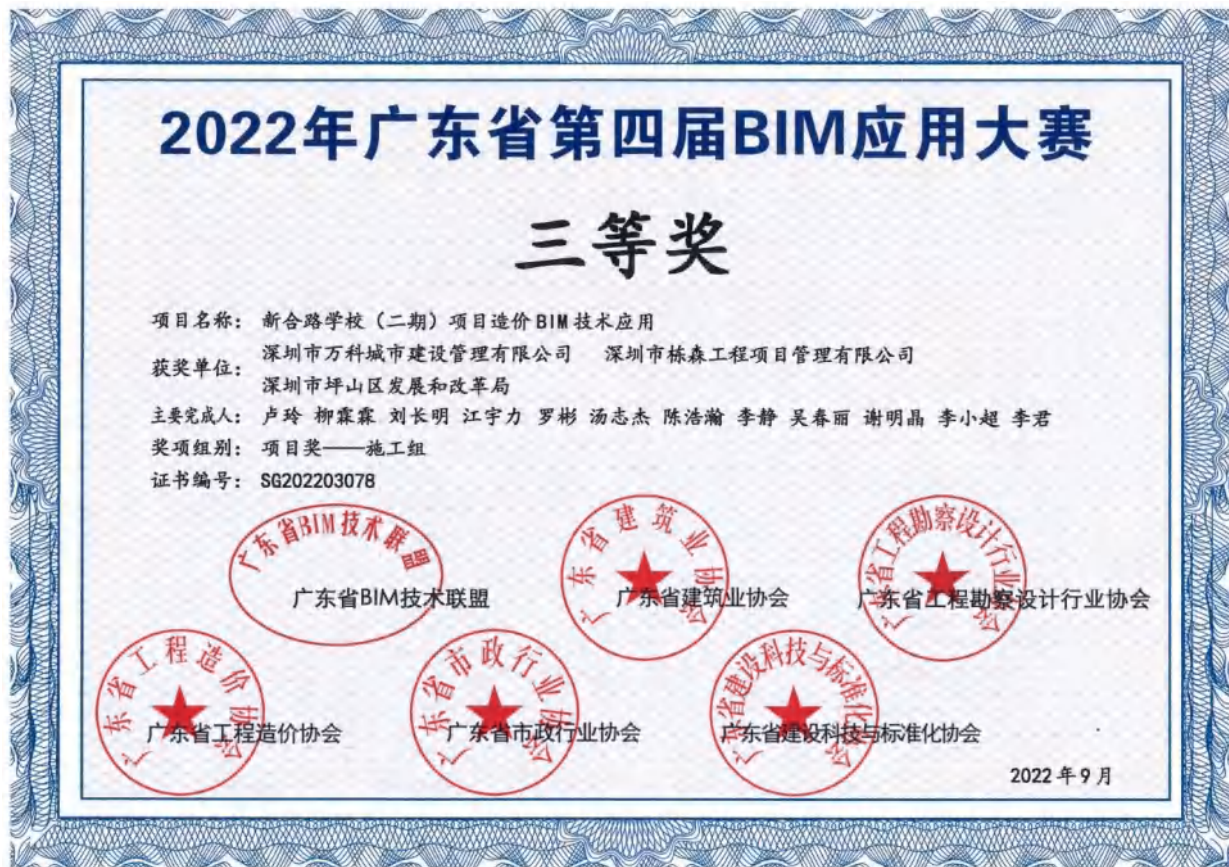 2022年广东省第四届BIM应用大赛
三等奖
项目名称： 新合路学校（二期）项目造价BIM技术应用
获奖单位： 深圳市万科城市建设管理有限公司 深圳市栋森工程项目管理有限公司
深圳市坪山区发展和改革局
主要完成人： 卢玲 柳霖霖 刘长明 江宇力 罗彬 汤志杰 陈浩瀚 李静 吴春丽 谢明晶 李小超 李君
奖项组别： 项目奖——施工组
证书编号： SG202203078
广东省BIM技术联盟
广东省建筑业协会
广东省工程勘察设计行业协会
广东省BIM技术联盟 广东省建筑业协会 广东省工程勘察设计行业协会
广东省工程造价协会
广东省市政行业协会
广东省建设科技与标准化协会
广东省工程造价协会 广东省市政行业协会 广东省建设科技与标准化协会
2022年9月